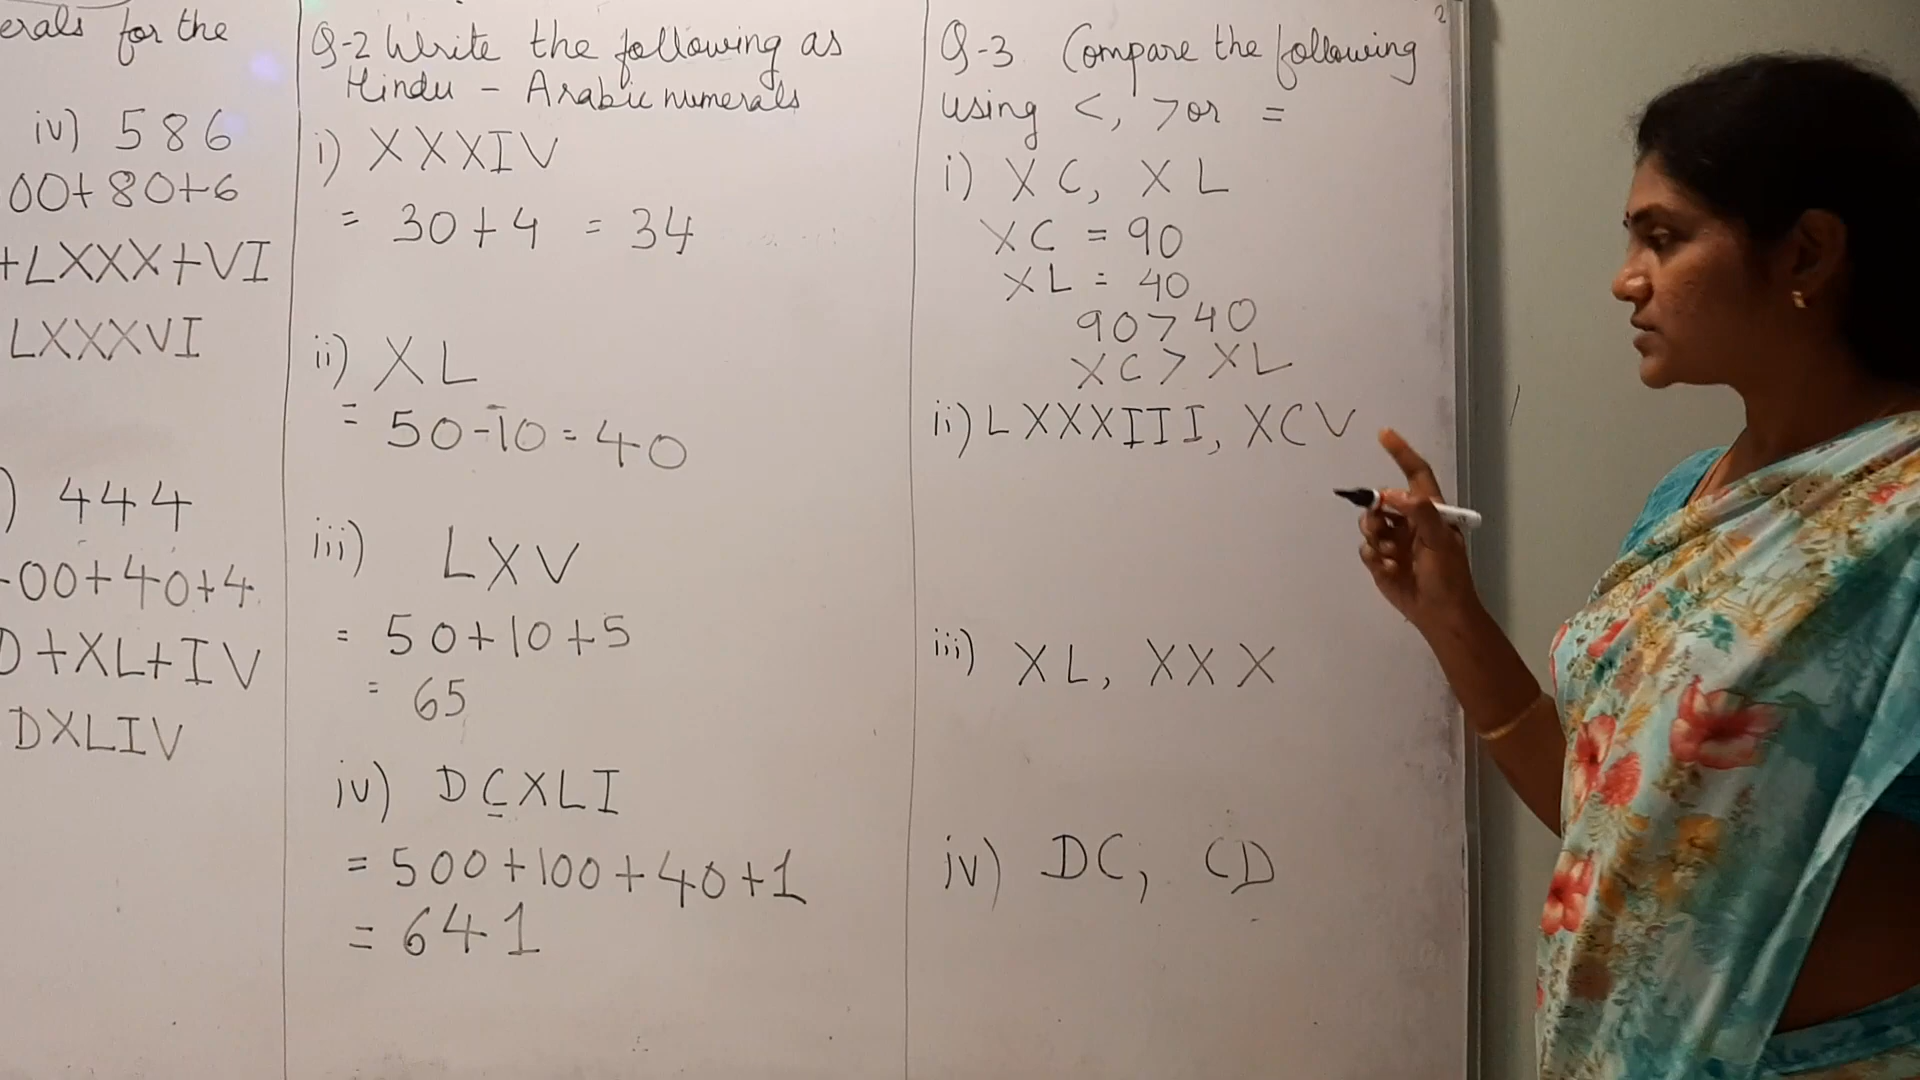 erals for the
iv) 586
00+80+6
+LXXX+VI
LXXXVI
) 444
00+40+4
D+XL+IV
DXLIV
Q-2 Write the following as
Hindu - Arabic numerals
i) XXXIV
= 30+4 = 34
ii) XL
= 50-10=40
iii) LXV
= 50+10+5
= 65
iv) DCXLI
= 500+100+40+1
= 641
2
Q-3 Compare the following
using <, > or =
i) XC, XL
XC = 90
XL = 40
90>40
XC > XL
ii) LXXXIII, XCV
iii) XL, XXX
iv) DC, CD